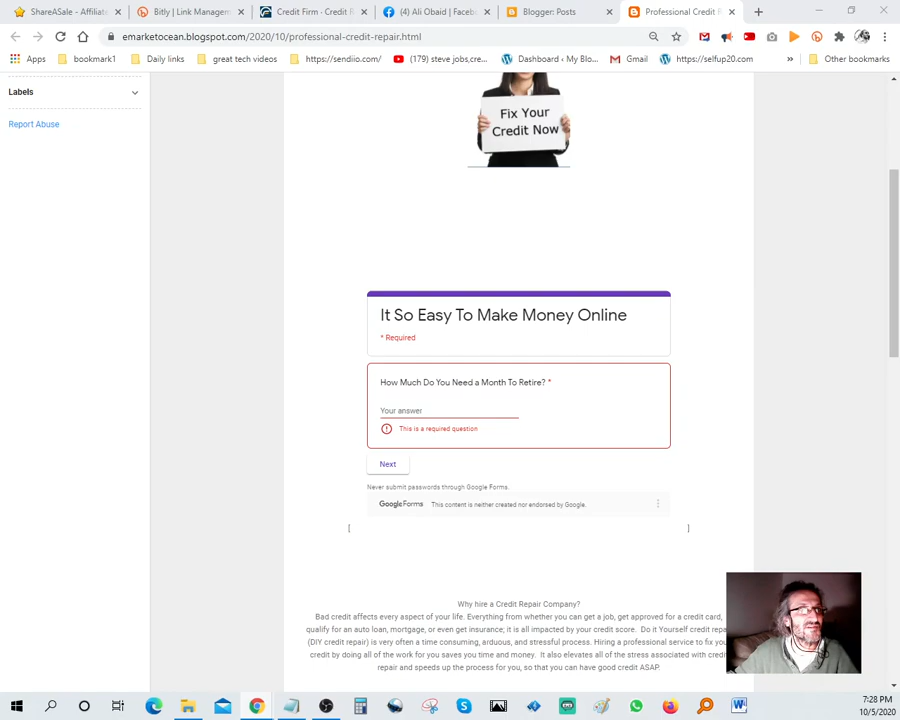 ShareASale - Affiliate
Bitly | Link Managem
Credit Firm · Credit R
(4) Ali Obaid | Faceb
Blogger: Posts
Professional Credit R
emarketocean.blogspot.com/2020/10/professional-credit-repair.html
Apps
bookmark1
Daily links
great tech videos
https://sendiio.com/
(179) steve jobs,cre...
Dashboard ‹ My Blo...
Gmail
https://selfup20.com
»
Other bookmarks
Labels
Report Abuse
Fix Your
Credit Now
It So Easy To Make Money Online
* Required
How Much Do You Need a Month To Retire? *
Your answer
This is a required question
Next
Never submit passwords through Google Forms.
Google Forms
This content is neither created nor endorsed by Google.
[ ]
Why hire a Credit Repair Company?
Bad credit affects every aspect of your life. Everything from whether you can get a job, get approved for a credit card,
qualify for an auto loan, mortgage, or even get insurance; it is all impacted by your credit score. Do it Yourself credit repa
(DIY credit repair) is very often a time consuming, arduous, and stressful process. Hiring a professional service to fix you
credit by doing all of the work for you saves you time and money. It also elevates all of the stress associated with credi
repair and speeds up the process for you, so that you can have good credit ASAP.
7:28 PM
10/5/2020